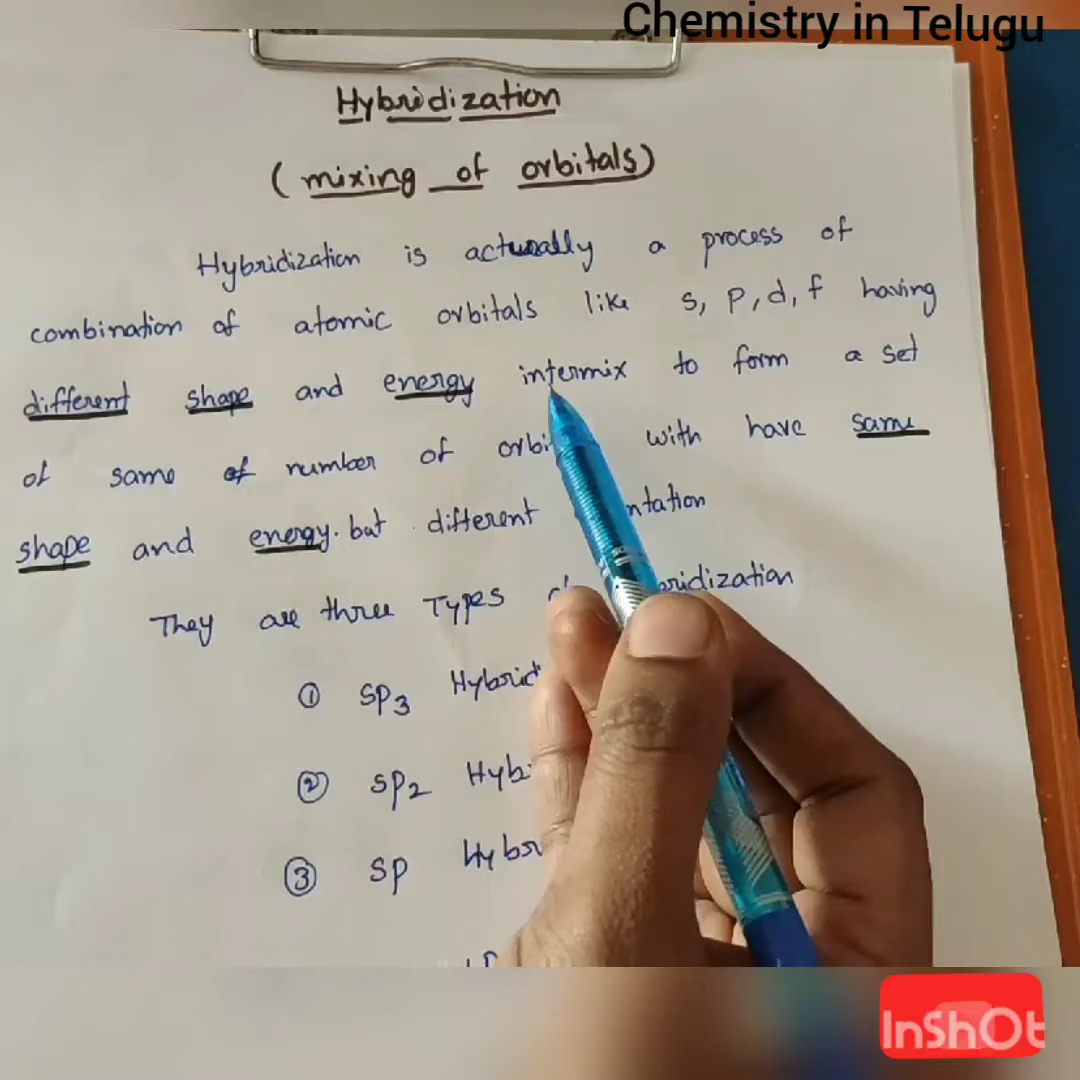 Chemistry in Telugu
Hybridization
( mixing of orbitals)
Hybridization is actually a process of
combination of atomic orbitals like s, p, d, f having
different shape and energy intermix to form a set
of same of number of with have same
shape and energy. but different
They are three Types
① SP3
② SP2
③ SP
InShOt